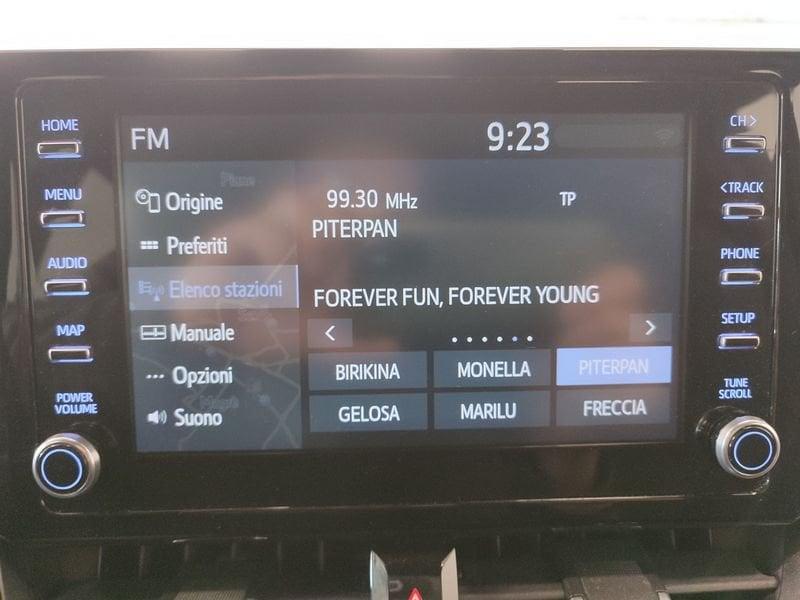 HOME
MENU
AUDIO
MAP
POWER
VOLUME
FM
9:23
Origine
Preferiti
Elenco stazioni
Manuale
Opzioni
Suono
99.30 MHz
TP
PITERPAN
FOREVER FUN, FOREVER YOUNG
<
>
BIRIKINA
MONELLA
PITERPAN
GELOSA
MARILU
FRECCIA
CH >
<TRACK
PHONE
SETUP
TUNE
SCROLL